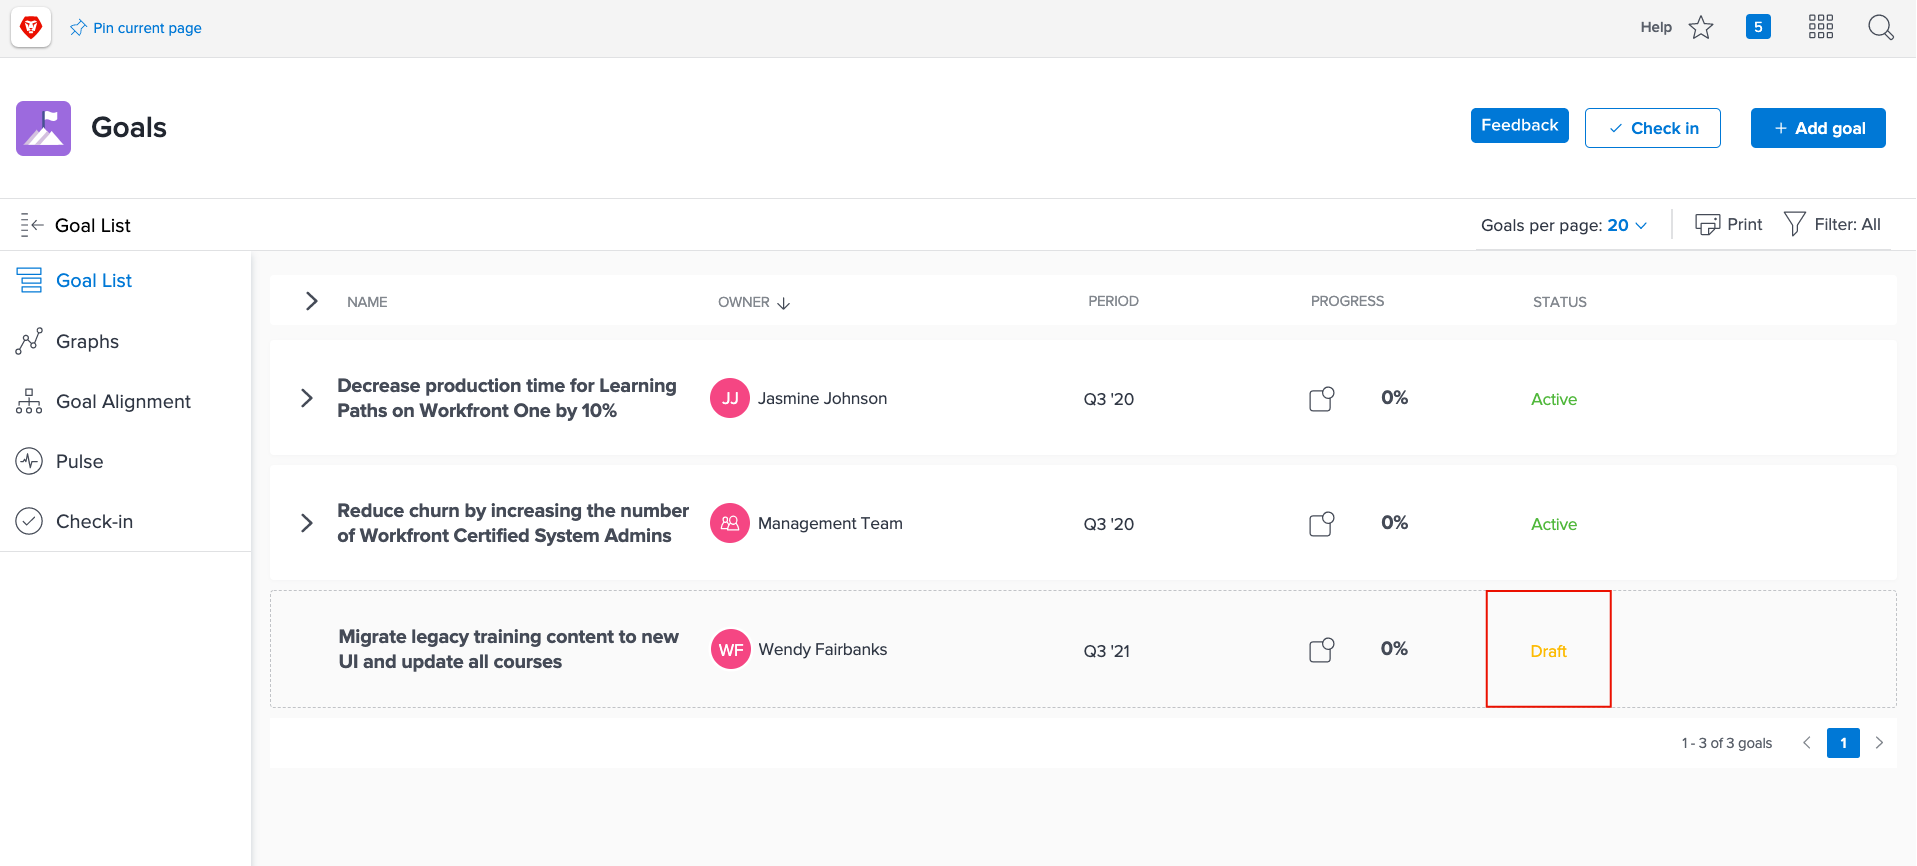 Pin current page
Help
5
Goals
Feedback
Check in
+ Add goal
Goal List
Goals per page: 20
Print
Filter: All
Goal List
Graphs
Goal Alignment
Pulse
Check-in
NAME
OWNER
PERIOD
PROGRESS
STATUS
Decrease production time for Learning
Paths on Workfront One by 10%
JJ
Jasmine Johnson
Q3 '20
0%
Active
Reduce churn by increasing the number
of Workfront Certified System Admins
Management Team
Q3 '20
0%
Active
Migrate legacy training content to new
UI and update all courses
WF
Wendy Fairbanks
Q3 '21
0%
Draft
1 - 3 of 3 goals
1